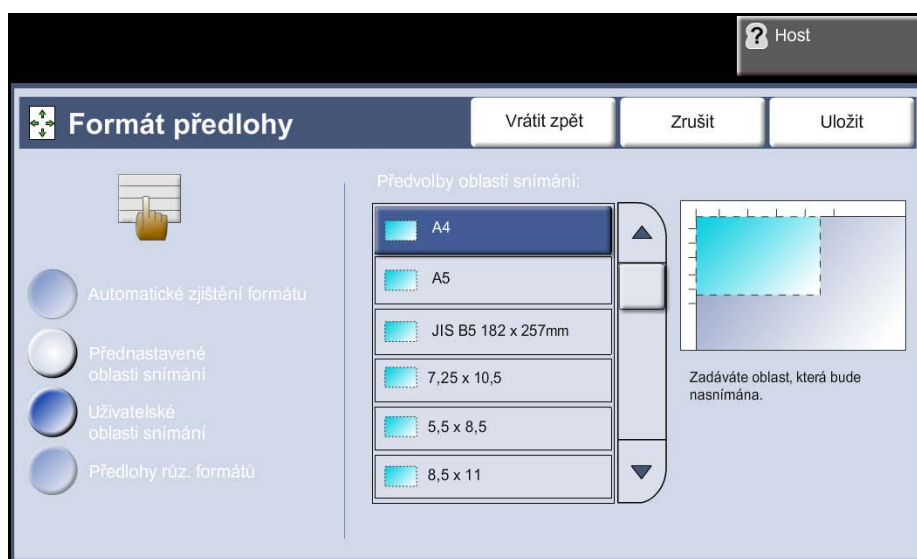 Host
Formát předlohy
Vrátit zpět
Zrušit
Uložit
Předvolby oblasti snímání:
Automatické zjištění formátu
Přednastavené
oblasti snímání
Uživatelské
oblasti snímání
Předlohy růz. formátů
A4
A5
JIS B5 182 x 257mm
7,25 x 10,5
5,5 x 8,5
8,5 x 11
Zadáváte oblast, která bude
nasnímána.